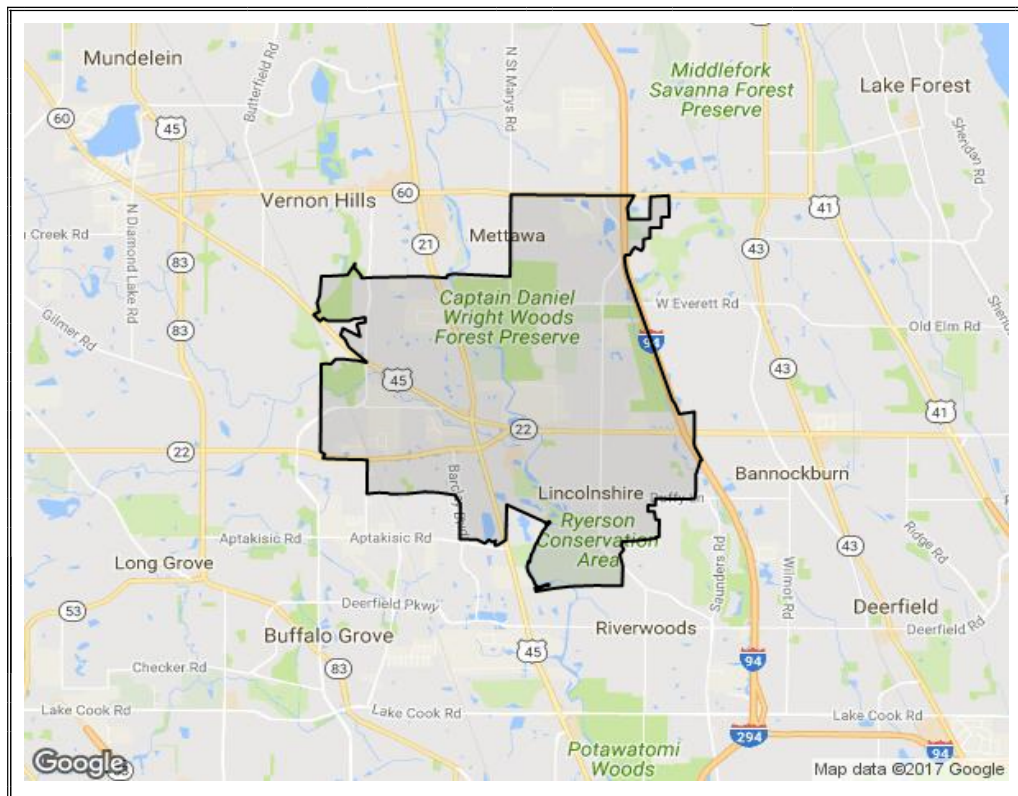 Mundelein
Butterfield Rd
N St Marys Rd
Middlefork
Savanna Forest
Preserve
Lake Forest
60
45
Sheridan Rd
Vernon Hills
60
41
N Diamond Lake Rd
Creek Rd
83
21
Mettawa
43
Captain Daniel
Wright Woods
Forest Preserve
W Everett Rd
Gilmer Rd
83
94
Old Elm Rd
43
45
41
22
22
Barclay Blvd
Bannockburn
Lincolnshire
Ryerson
Conservation
Area
Aptakisic Rd
Aptakisic Rd
Saunders Rd
Wilmot Rd
43
Ridge Rd
Long Grove
53
Deerfield Pkwy
Deerfield
Riverwoods
Deerfield Rd
Buffalo Grove
45
Checker Rd
83
94
Lake Cook Rd
Lake Cook Rd
Lake Cook Rd
294
94
Potawatomi
Woods
Google
Map data ©2017 Google